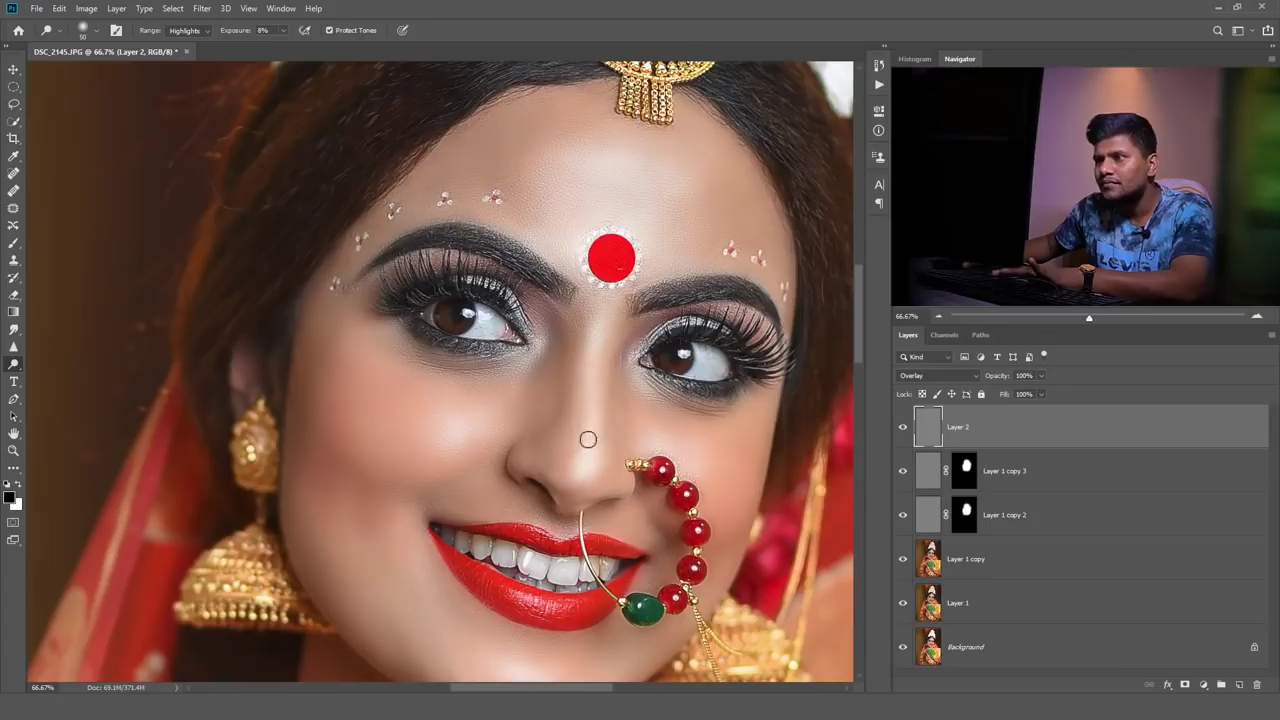 Ps File Edit Image Layer Type Select Filter 3D View Window Help
50 Range: Highlights Exposure: 8% Protect Tones
DSC_2145.JPG @ 66.7% (Layer 2, RGB/8) *
Histogram Navigator
66.67%
Layers Channels Paths
Kind
Overlay Opacity: 100%
Lock: Fill: 100%
Layer 2
Layer 1 copy 3
Layer 1 copy 2
Layer 1 copy
Layer 1
Background
66.67% Doc: 69.1M/371.4M